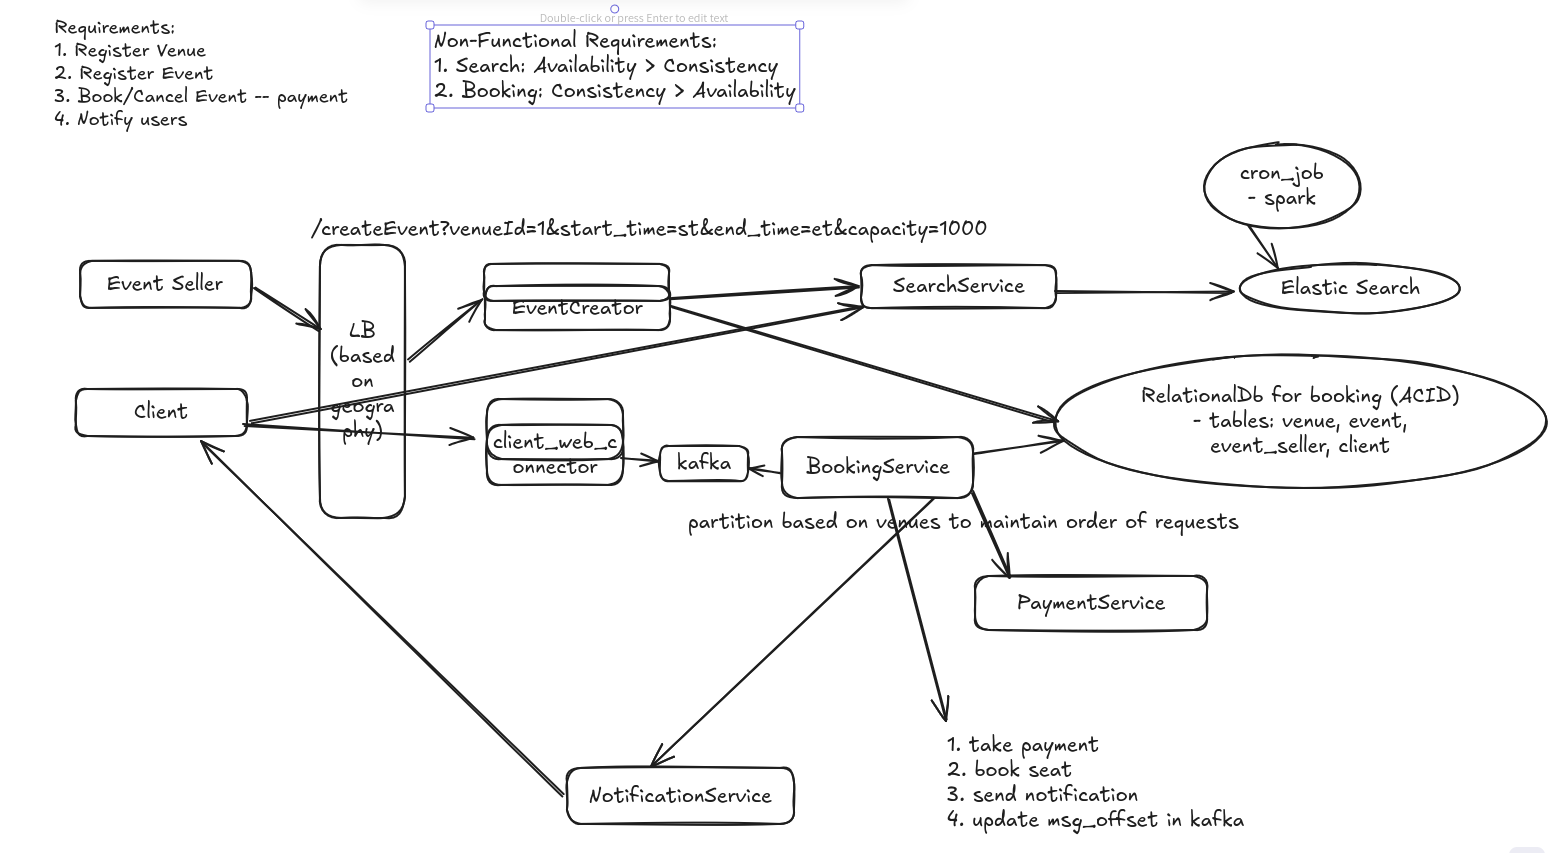 Double-click or press Enter to edit text
Requirements:
1. Register Venue
2. Register Event
3. Book/Cancel Event -- payment
4. Notify users
Non-Functional Requirements:
1. Search: Availability > Consistency
2. Booking: Consistency > Availability
cron_job
- spark
/createEvent?venueId=1&start_time=st&end_time=et&capacity=1000
Event Seller
EventCreator
SearchService
Elastic Search
LB
(based
on
geogra
phy)
Client
client_web_c
onnector
kafka
BookingService
RelationalDb for booking (ACID)
- tables: venue, event,
event_seller, client
partition based on venues to maintain order of requests
PaymentService
NotificationService
1. take payment
2. book seat
3. send notification
4. update msg_offset in kafka